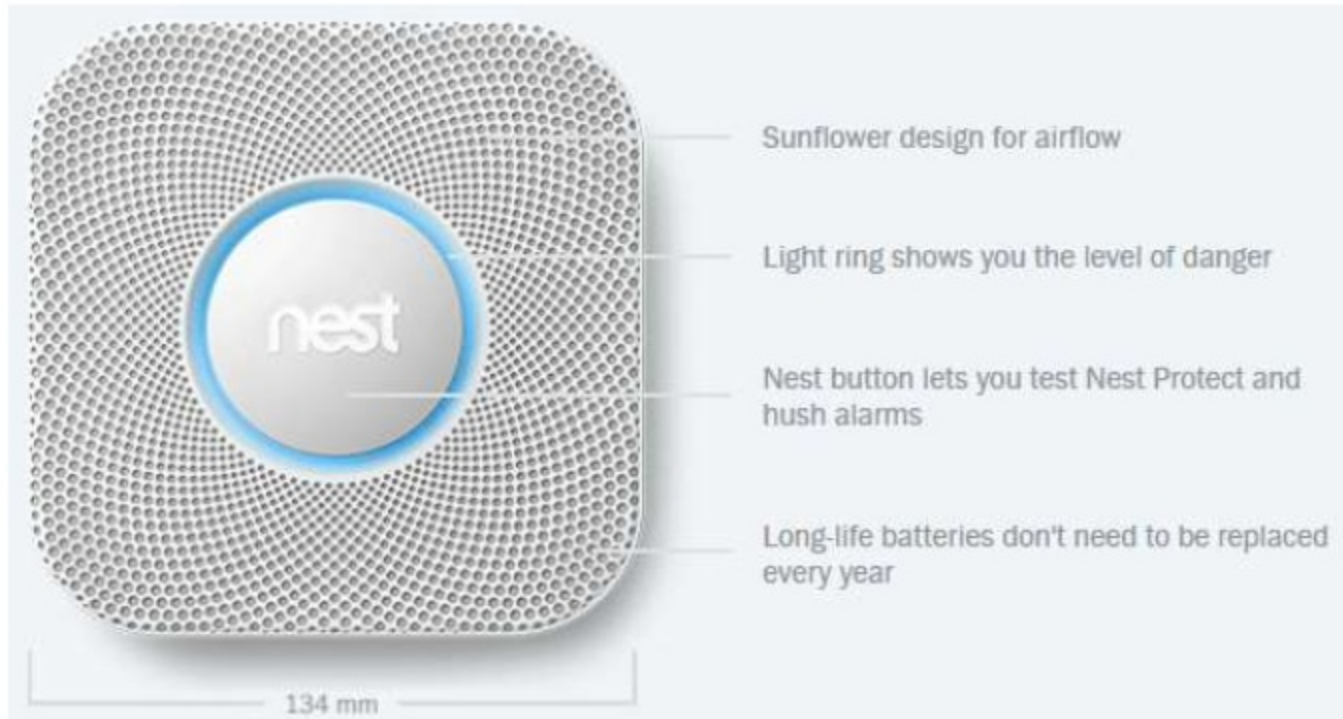 nest
Sunflower design for airflow
Light ring shows you the level of danger
Nest button lets you test Nest Protect and
hush alarms
Long-life batteries don't need to be replaced
every year
134 mm